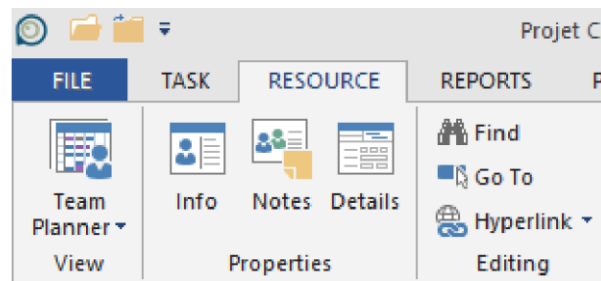 Projet C
FILE TASK RESOURCE REPORTS P
Team Planner
Info
Notes
Details
Find
Go To
Hyperlink
View
Properties
Editing